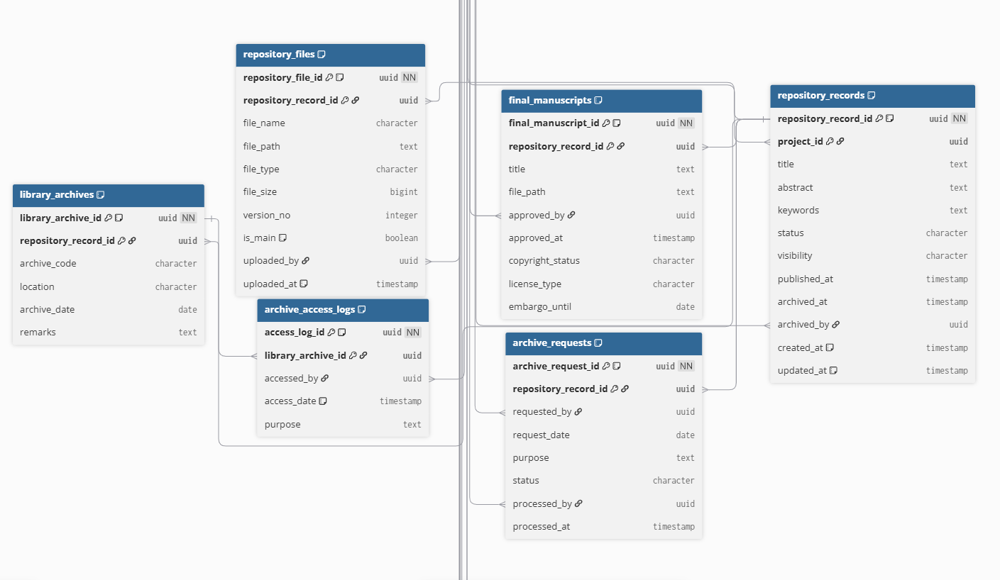 repository_files
repository_file_id uuid NN
repository_record_id uuid
file_name character
file_path text
file_type character
file_size bigint
version_no integer
is_main boolean
uploaded_by uuid
uploaded_at timestamp
final_manuscripts
final_manuscript_id uuid NN
repository_record_id uuid
title text
file_path text
approved_by uuid
approved_at timestamp
copyright_status character
license_type character
embargo_until date
repository_records
repository_record_id uuid NN
project_id uuid
title text
abstract text
keywords text
status character
visibility character
published_at timestamp
archived_at timestamp
archived_by uuid
created_at timestamp
updated_at timestamp
library_archives
library_archive_id uuid NN
repository_record_id uuid
archive_code character
location character
archive_date date
remarks text
archive_access_logs
access_log_id uuid NN
library_archive_id uuid
accessed_by uuid
access_date timestamp
purpose text
archive_requests
archive_request_id uuid NN
repository_record_id uuid
requested_by uuid
request_date date
purpose text
status character
processed_by uuid
processed_at timestamp